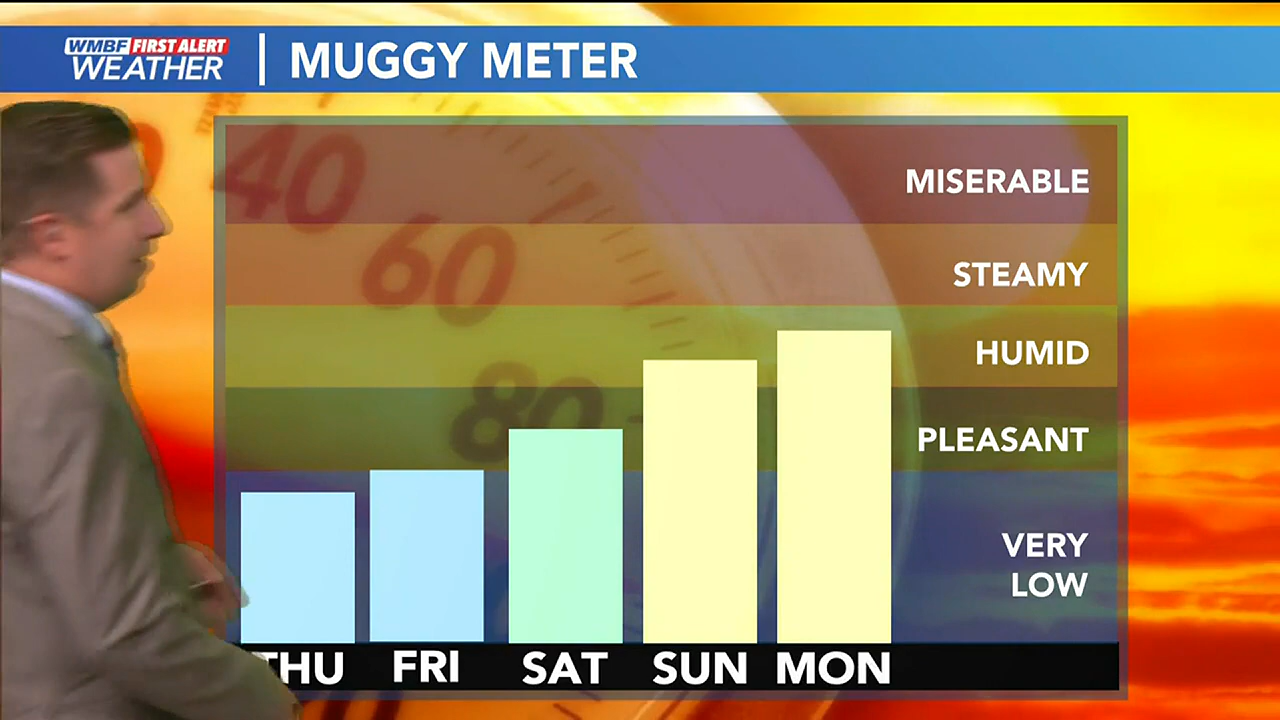 WMBF FIRST ALERT
WEATHER
MUGGY METER
40
60
80
MISERABLE
STEAMY
HUMID
PLEASANT
VERY
LOW
THU FRI SAT SUN MON